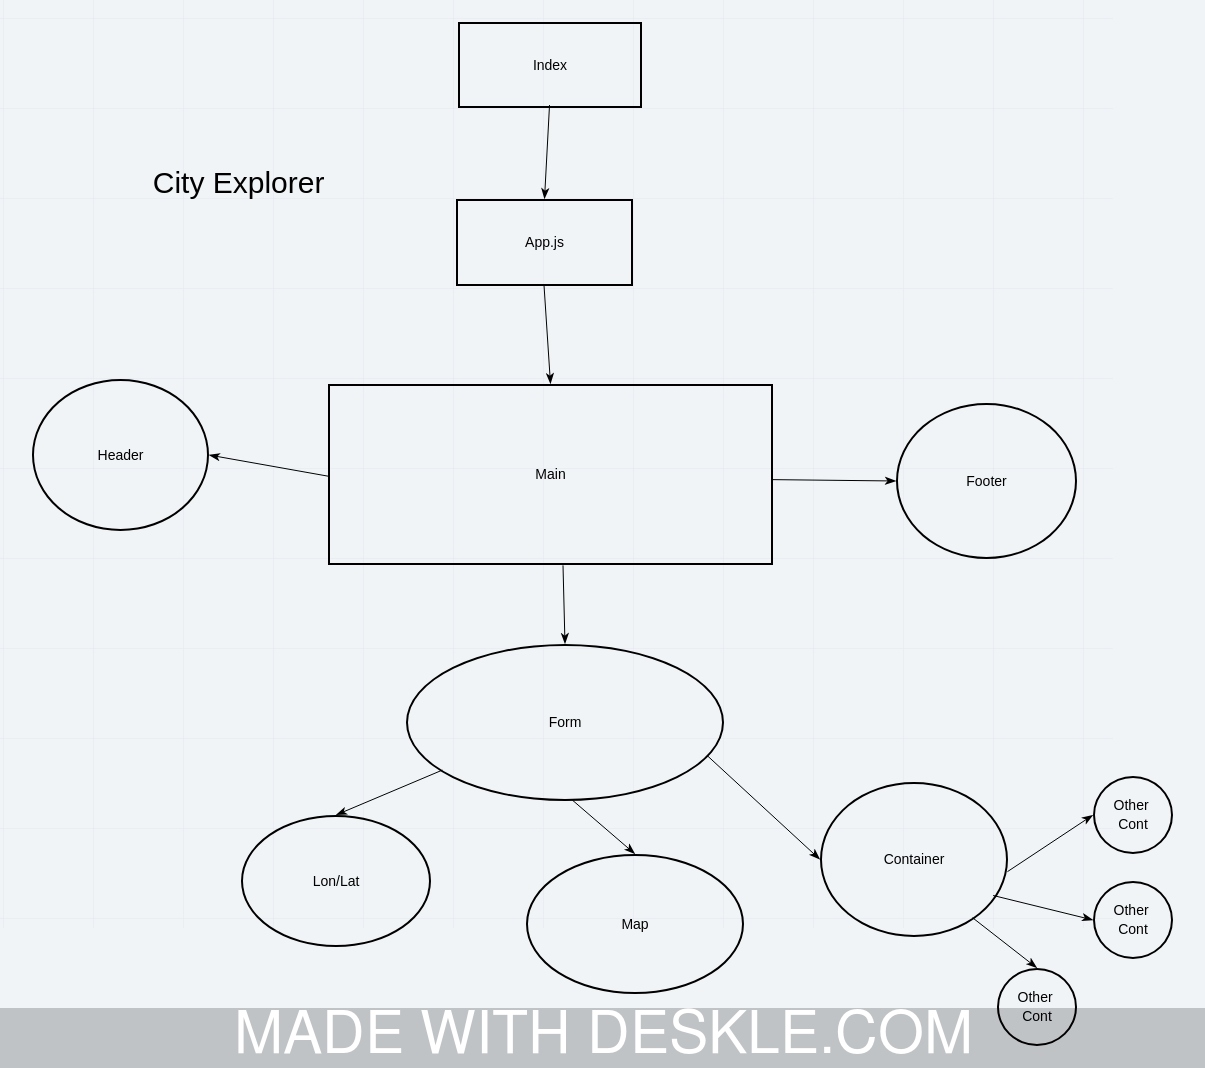 Index
City Explorer
App.js
Header
Main
Footer
Form
Lon/Lat
Map
Container
Other
Cont
Other
Cont
Other
Cont
MADE WITH DESKLE.COM